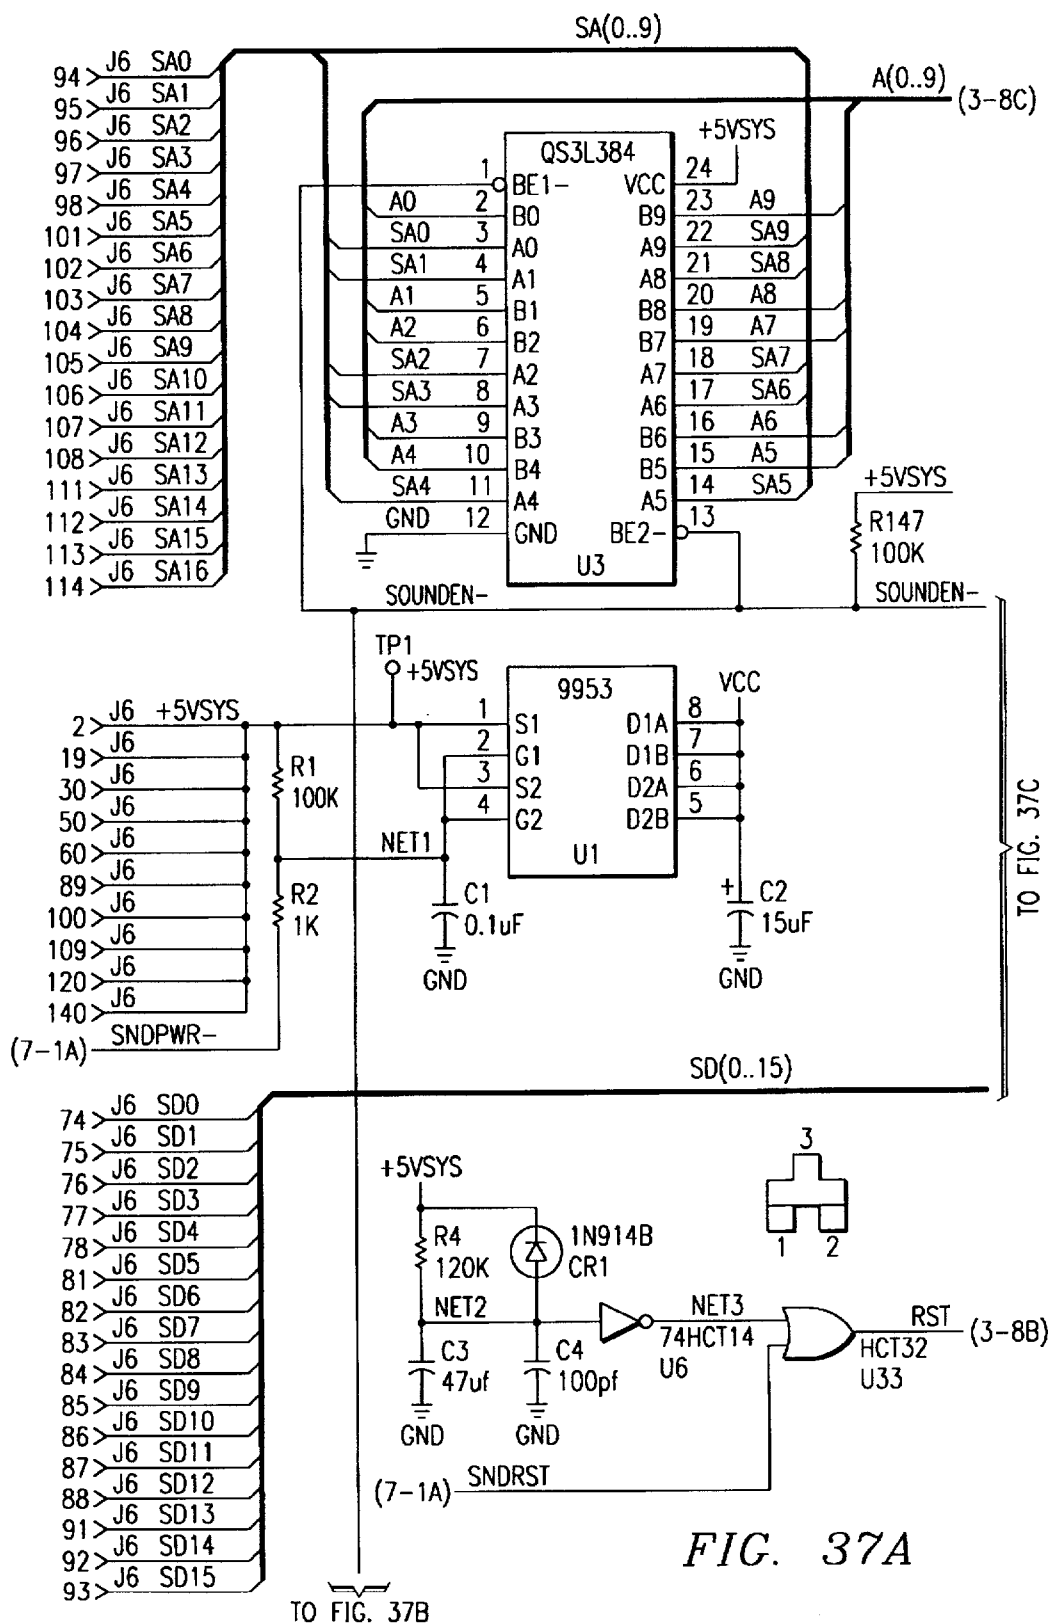 SA(0..9)
A(0..9)
(3-8C)
94 J6 SA0
95 J6 SA1
96 J6 SA2
97 J6 SA3
98 J6 SA4
101 J6 SA5
102 J6 SA6
103 J6 SA7
104 J6 SA8
105 J6 SA9
106 J6 SA10
107 J6 SA11
108 J6 SA12
111 J6 SA13
112 J6 SA14
113 J6 SA15
114 J6 SA16
+5VSYS
QS3L384
1 BE1- VCC 24
A0 2 B0 B9 23 A9
SA0 3 A0 A9 22 SA9
SA1 4 A1 A8 21 SA8
A1 5 B1 B8 20 A8
A2 6 B2 B7 19 A7
SA2 7 A2 A7 18 SA7
SA3 8 A3 A6 17 SA6
A3 9 B3 B6 16 A6
A4 10 B4 B5 15 A5
SA4 11 A4 A5 14 SA5
GND 12 GND BE2- 13
U3
+5VSYS
R147
100K
SOUNDEN-
SOUNDEN-
TP1
+5VSYS
9953
VCC
1 S1 D1A 8
2 G1 D1B 7
3 S2 D2A 6
4 G2 D2B 5
U1
2 J6 +5VSYS
19 J6
30 J6
50 J6
60 J6
89 J6
100 J6
109 J6
120 J6
140 J6
R1
100K
NET1
R2
1K
C1
0.1uF
GND
C2
+
15uF
GND
(7-1A) SNDPWR-
TO FIG. 37C
SD(0..15)
74 J6 SD0
75 J6 SD1
76 J6 SD2
77 J6 SD3
78 J6 SD4
81 J6 SD5
82 J6 SD6
83 J6 SD7
84 J6 SD8
85 J6 SD9
86 J6 SD10
87 J6 SD11
88 J6 SD12
91 J6 SD13
92 J6 SD14
93 J6 SD15
+5VSYS
R4
120K
1N914B
CR1
3
1 2
NET2
NET3
74HCT14
U6
RST
(3-8B)
HCT32
U33
C3
47uf
GND
C4
100pf
GND
(7-1A) SNDRST
FIG. 37A
TO FIG. 37B